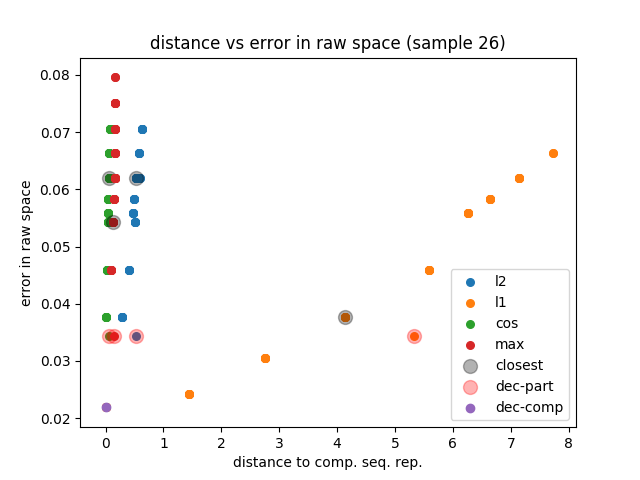 distance vs error in raw space (sample 26)
error in raw space
0.08
0.07
0.06
0.05
0.04
0.03
0.02
l2
l1
cos
max
closest
dec-part
dec-comp
0 1 2 3 4 5 6 7 8
distance to comp. seq. rep.